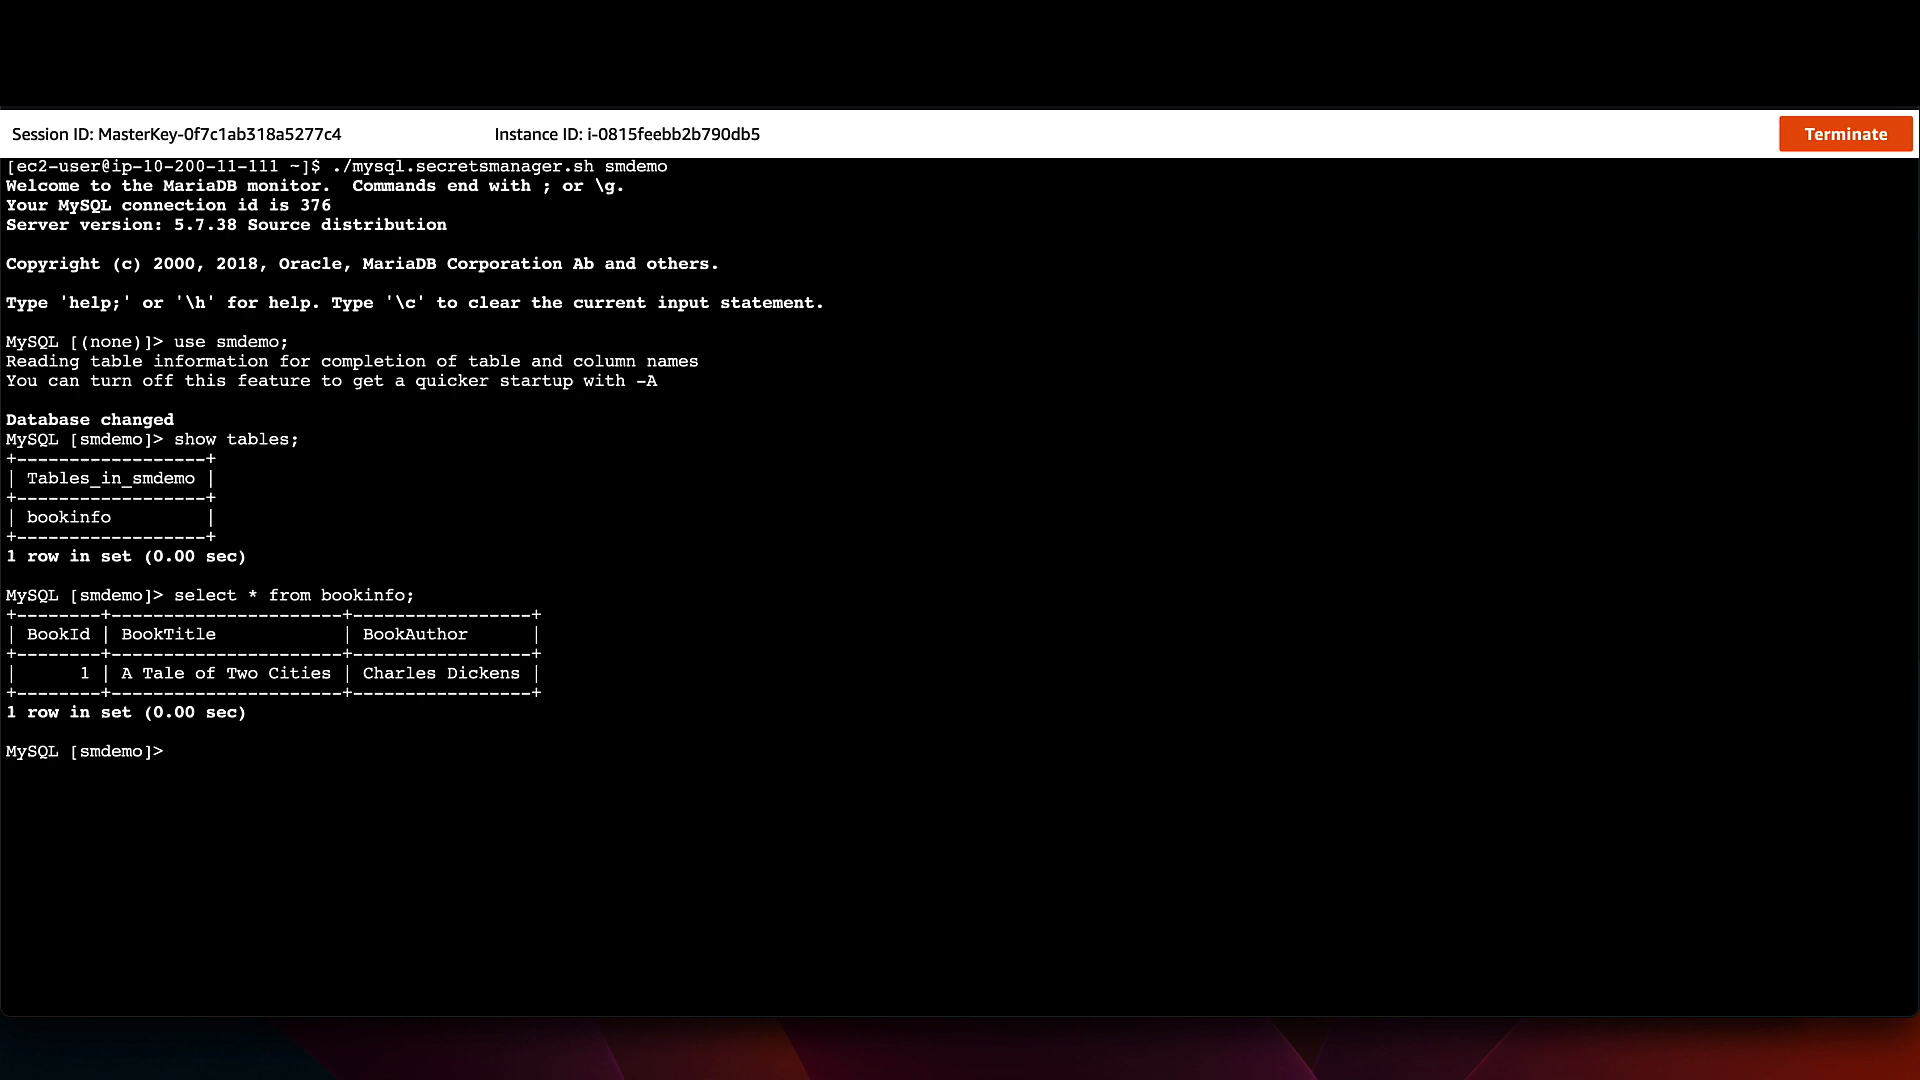 Session ID: MasterKey-0f7c1ab318a5277c4 Instance ID: i-0815feebb2b790db5 Terminate
[ec2-user@ip-10-200-11-111 ~]$ ./mysql.secretsmanager.sh smdemo
Welcome to the MariaDB monitor.  Commands end with ; or \g.
Your MySQL connection id is 376
Server version: 5.7.38 Source distribution
Copyright (c) 2000, 2018, Oracle, MariaDB Corporation Ab and others.
Type 'help;' or '\h' for help. Type '\c' to clear the current input statement.
MySQL [(none)]> use smdemo;
Reading table information for completion of table and column names
You can turn off this feature to get a quicker startup with -A
Database changed
MySQL [smdemo]> show tables;
+------------------+
| Tables_in_smdemo |
+------------------+
| bookinfo         |
+------------------+
1 row in set (0.00 sec)
MySQL [smdemo]> select * from bookinfo;
+--------+----------------------+-----------------+
| BookId | BookTitle            | BookAuthor      |
+--------+----------------------+-----------------+
|      1 | A Tale of Two Cities | Charles Dickens |
+--------+----------------------+-----------------+
1 row in set (0.00 sec)
MySQL [smdemo]>